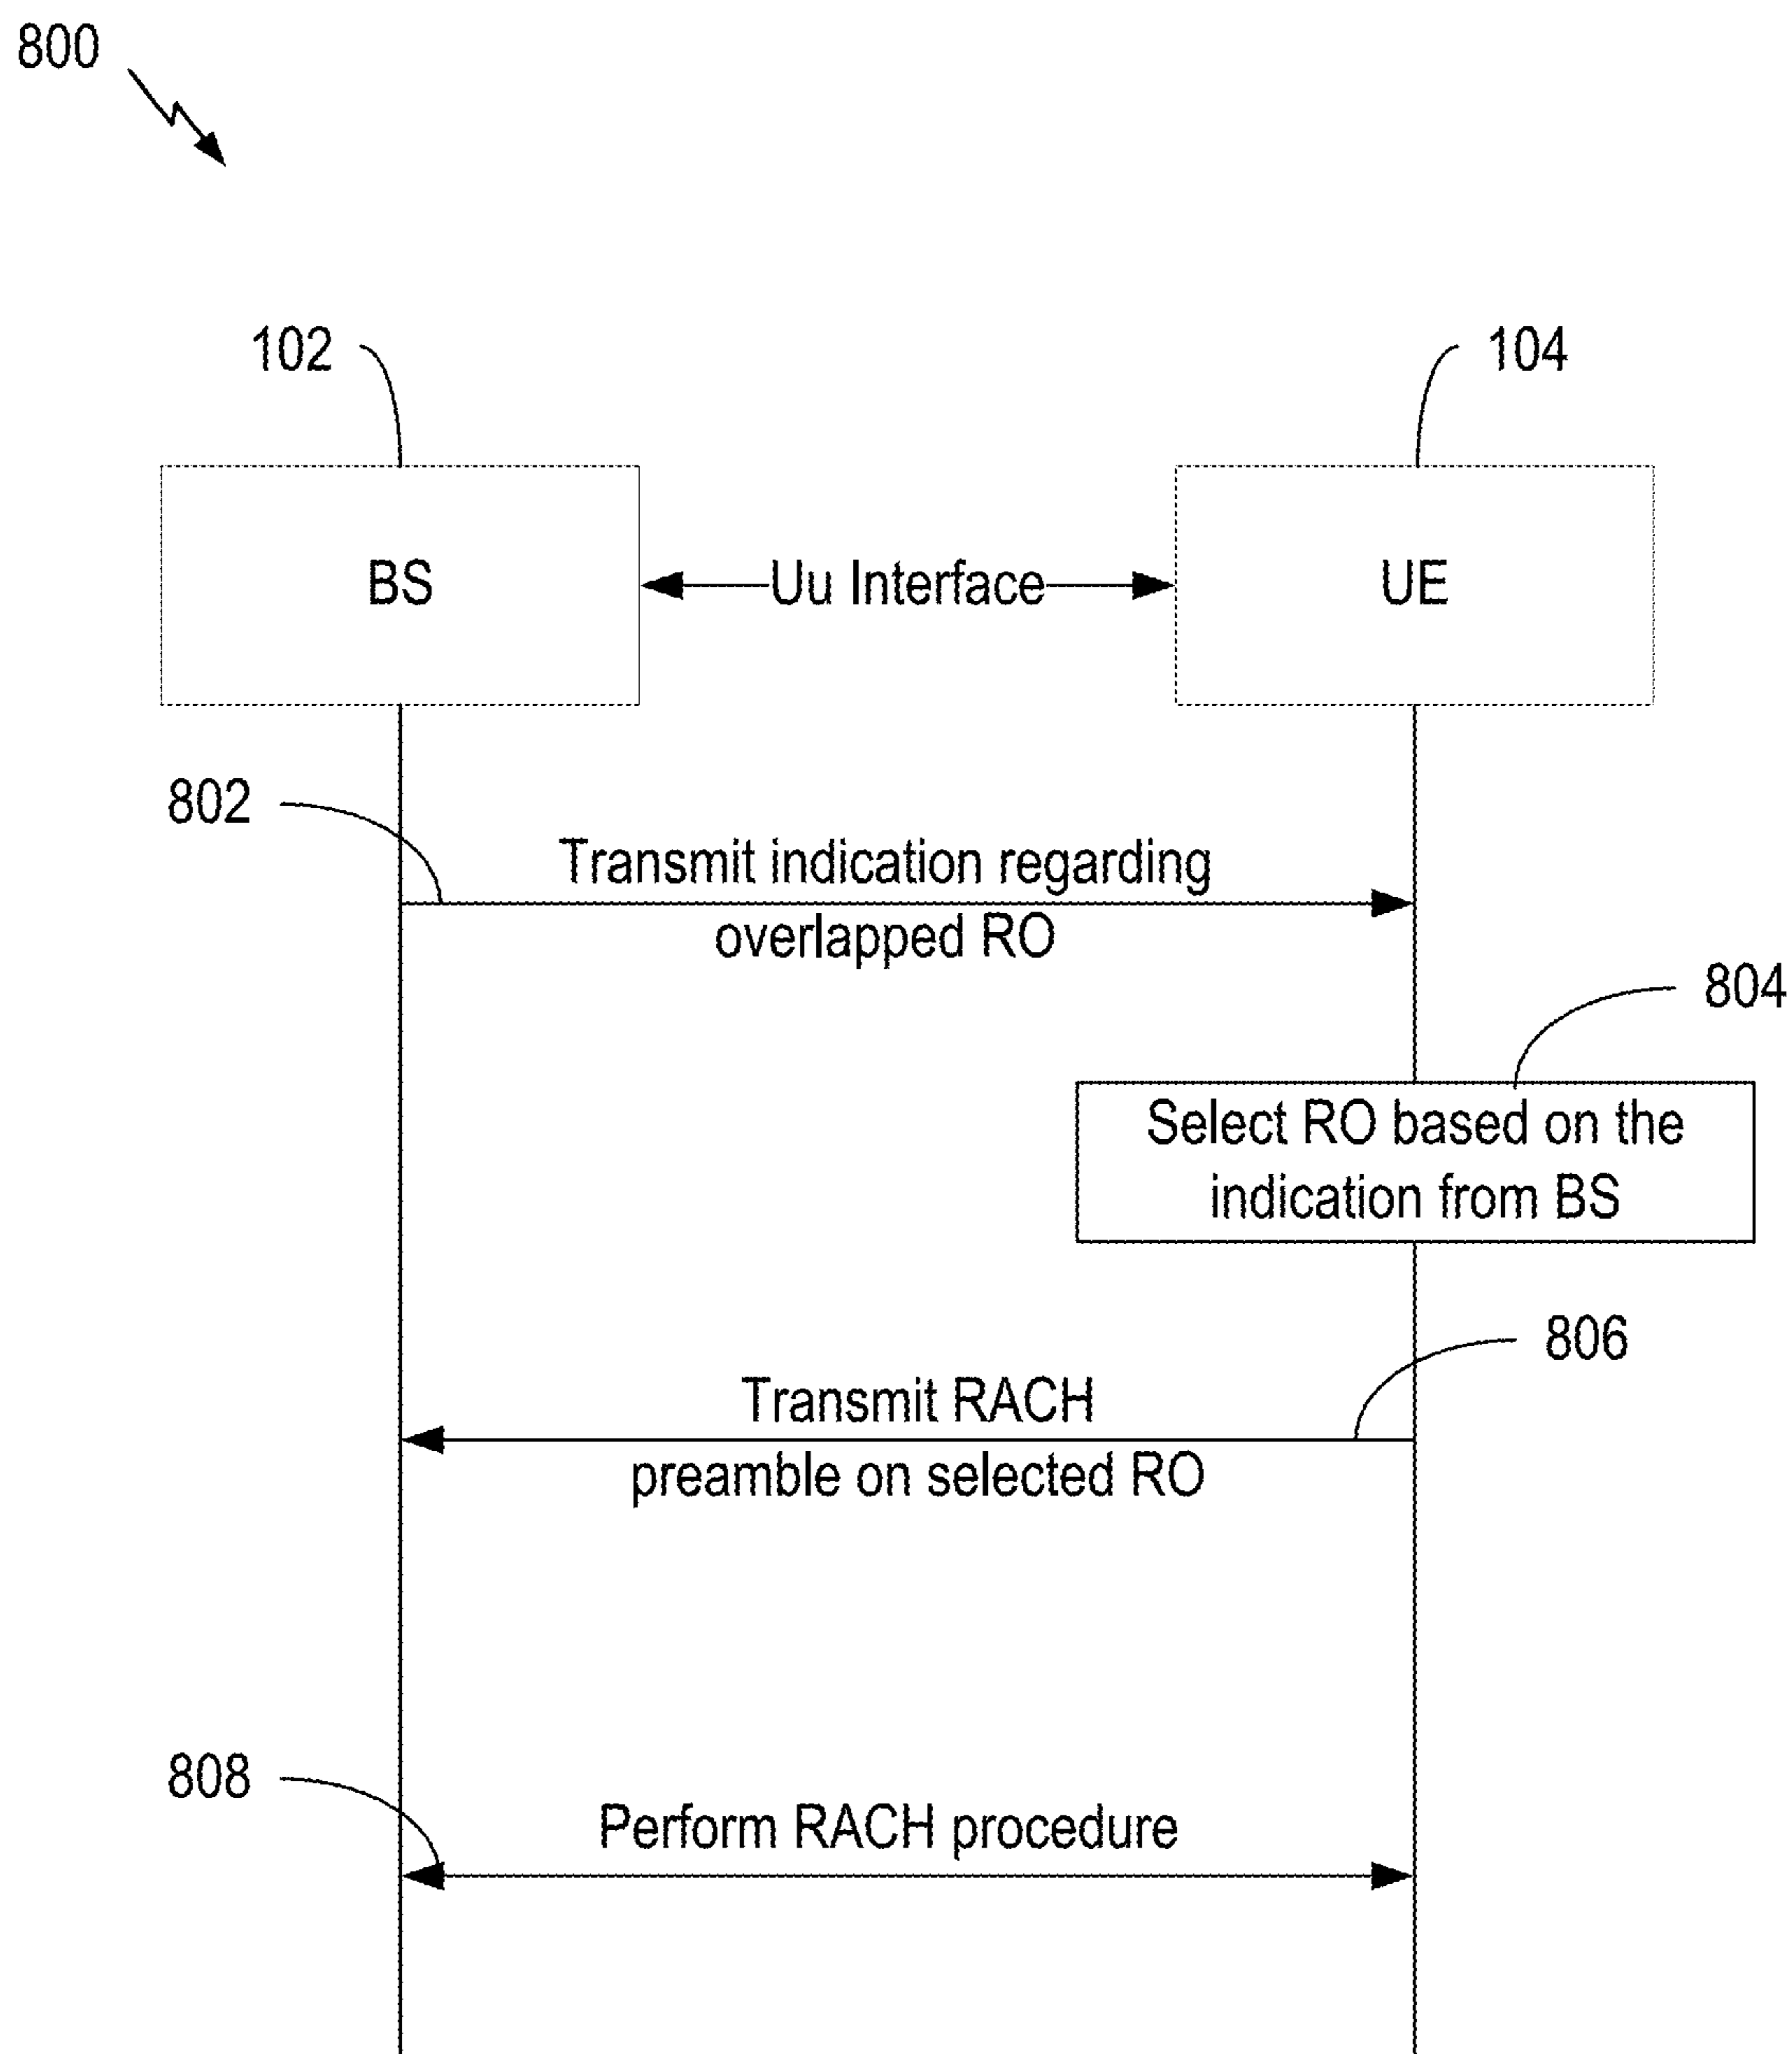 800
102
104
BS
Uu Interface
UE
802
Transmit indication regarding
overlapped RO
804
Select RO based on the
indication from BS
806
Transmit RACH
preamble on selected RO
808
Perform RACH procedure